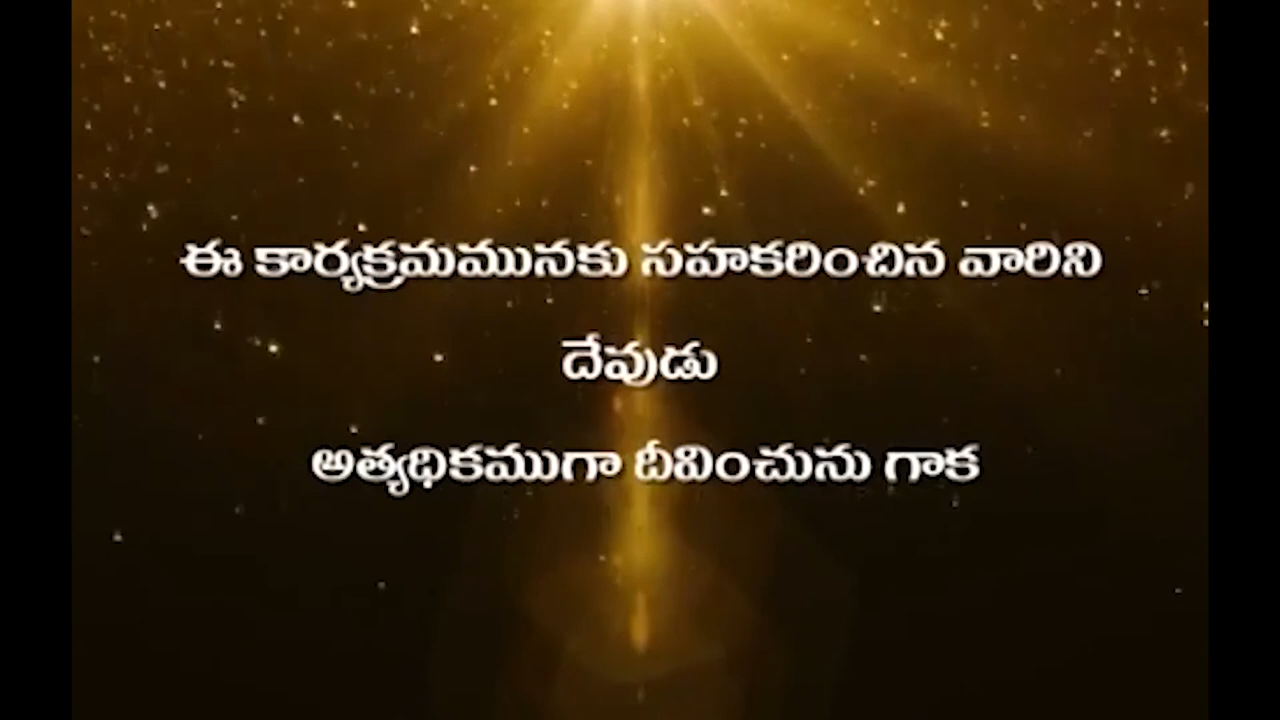 ఈ కార్యక్రమమునకు సహకరించిన వారిని
దేవుడు
అత్యధికముగా దీవించును గాక